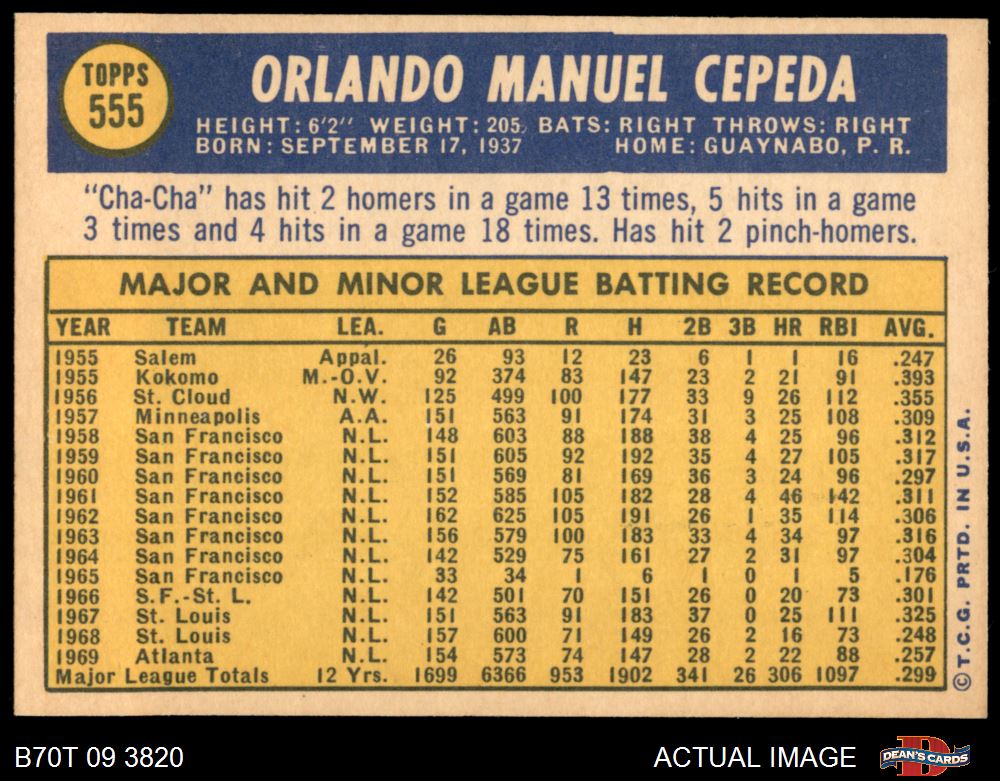 TOPPS
555
ORLANDO MANUEL CEPEDA
HEIGHT: 6'2" WEIGHT: 205 BATS: RIGHT THROWS: RIGHT
BORN: SEPTEMBER 17, 1937 HOME: GUAYNABO, P. R.
"Cha-Cha" has hit 2 homers in a game 13 times, 5 hits in a game
3 times and 4 hits in a game 18 times. Has hit 2 pinch-homers.
MAJOR AND MINOR LEAGUE BATTING RECORD
YEAR TEAM LEA. G AB R H 2B 3B HR RBI AVG.
1955 Salem Appal. 26 93 12 23 6 1 1 16 .247
1955 Kokomo M.-O.V. 92 374 83 147 23 2 21 91 .393
1956 St. Cloud N.W. 125 499 100 177 33 9 26 112 .355
1957 Minneapolis A.A. 151 563 91 174 31 3 25 108 .309
1958 San Francisco N.L. 148 603 88 188 38 4 25 96 .312
1959 San Francisco N.L. 151 605 92 192 35 4 27 105 .317
1960 San Francisco N.L. 151 569 81 169 36 3 24 96 .297
1961 San Francisco N.L. 152 585 105 182 28 4 46 142 .311
1962 San Francisco N.L. 162 625 105 191 26 1 35 114 .306
1963 San Francisco N.L. 156 579 100 183 33 4 34 97 .316
1964 San Francisco N.L. 142 529 75 161 27 2 31 97 .304
1965 San Francisco N.L. 33 34 1 6 1 0 1 5 .176
1966 S.F.-St. L. N.L. 142 501 70 151 26 0 20 73 .301
1967 St. Louis N.L. 151 563 91 183 37 0 25 111 .325
1968 St. Louis N.L. 157 600 71 149 26 2 16 73 .248
1969 Atlanta N.L. 154 573 74 147 28 2 22 88 .257
Major League Totals 12 Yrs. 1699 6366 953 1902 341 26 306 1097 .299
©T.C.G. PRTD. IN U.S.A.
B70T 09 3820 ACTUAL IMAGE
DEAN'S CARDS